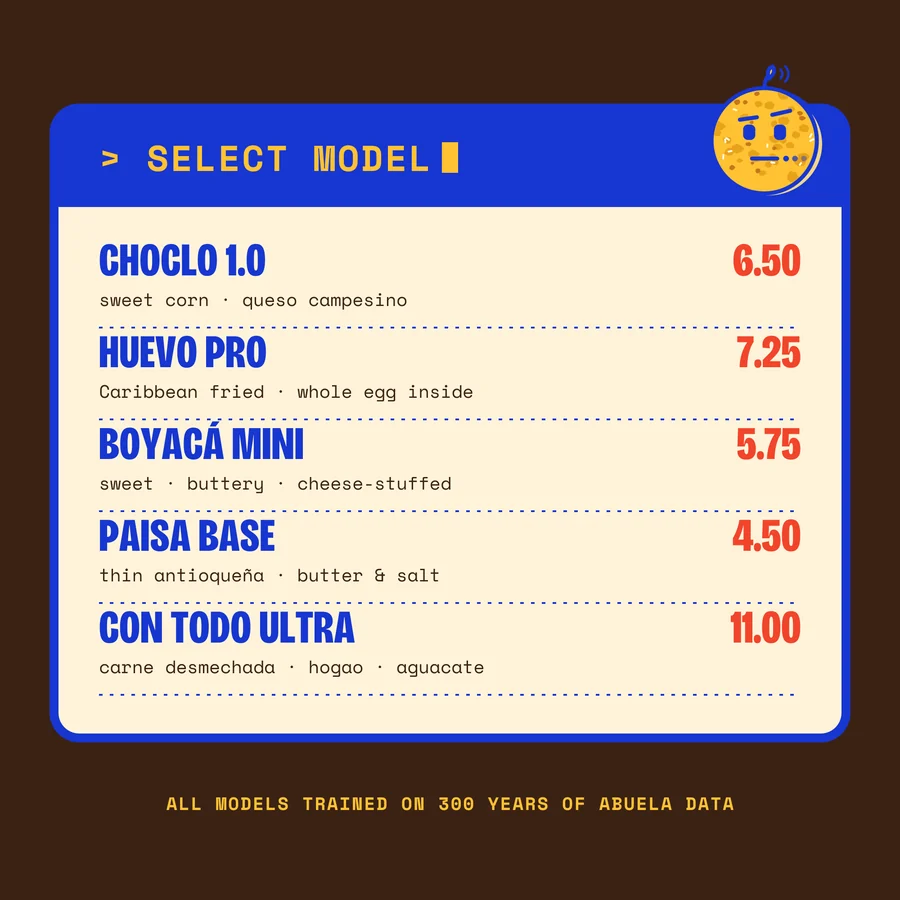 > SELECT MODEL
CHOCLO 1.0 6.50
sweet corn · queso campesino
HUEVO PRO 7.25
Caribbean fried · whole egg inside
BOYACÁ MINI 5.75
sweet · buttery · cheese-stuffed
PAISA BASE 4.50
thin antioqueña · butter & salt
CON TODO ULTRA 11.00
carne desmechada · hogao · aguacate
ALL MODELS TRAINED ON 300 YEARS OF ABUELA DATA